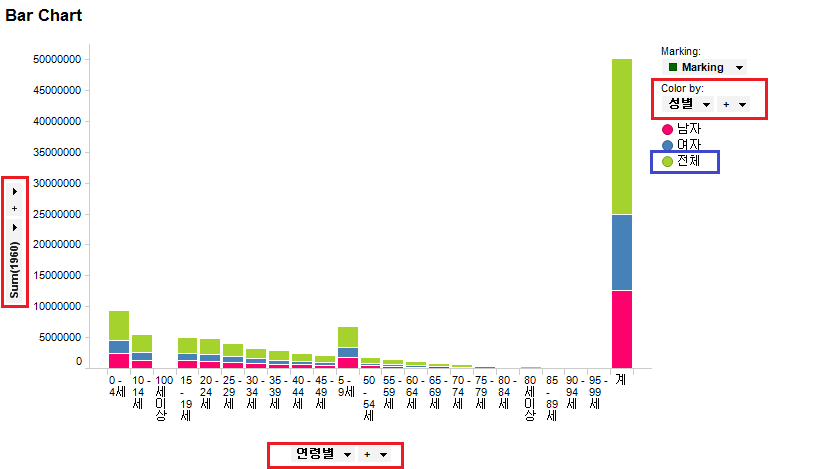 Bar Chart
Marking:
Marking
Color by:
성별 +
남자
여자
전체
50000000
45000000
40000000
35000000
30000000
25000000
20000000
15000000
10000000
5000000
0
+
Sum(1960)
0 - 4세
10 - 14 세
100 세이상
15 - 19 세
20 - 24 세
25 - 29 세
30 - 34 세
35 - 39 세
40 - 44 세
45 - 49 세
5 - 9세
50 - 54 세
55 - 59 세
60 - 64 세
65 - 69 세
70 - 74 세
75 - 79 세
80 - 84 세
80 세이상
85 - 89 세
90 - 94 세
95 - 99 세
계
연령별 +